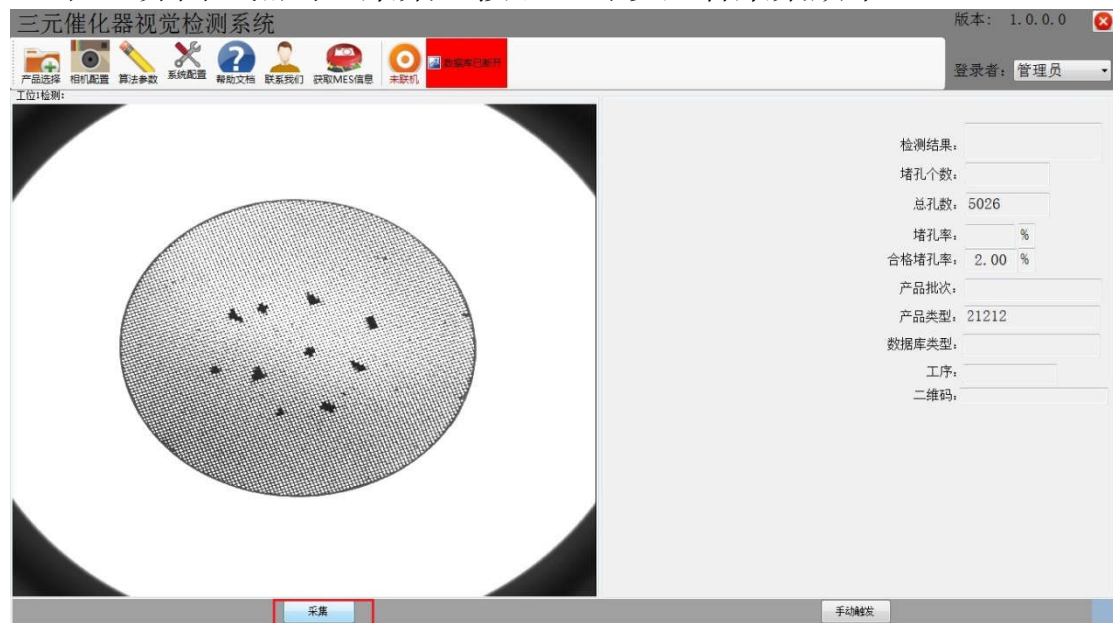 三元催化器视觉检测系统
版本： 1.0.0.0
产品选择 相机配置 算法参数 系统配置 帮助文档 联系我们 获取MES信息 未联机 数据库已断开
登录者： 管理员
工位1检测：
检测结果：
堵孔个数：
总孔数： 5026
堵孔率： %
合格堵孔率： 2.00 %
产品批次：
产品类型： 21212
数据库类型：
工序：
二维码：
采集 手动触发